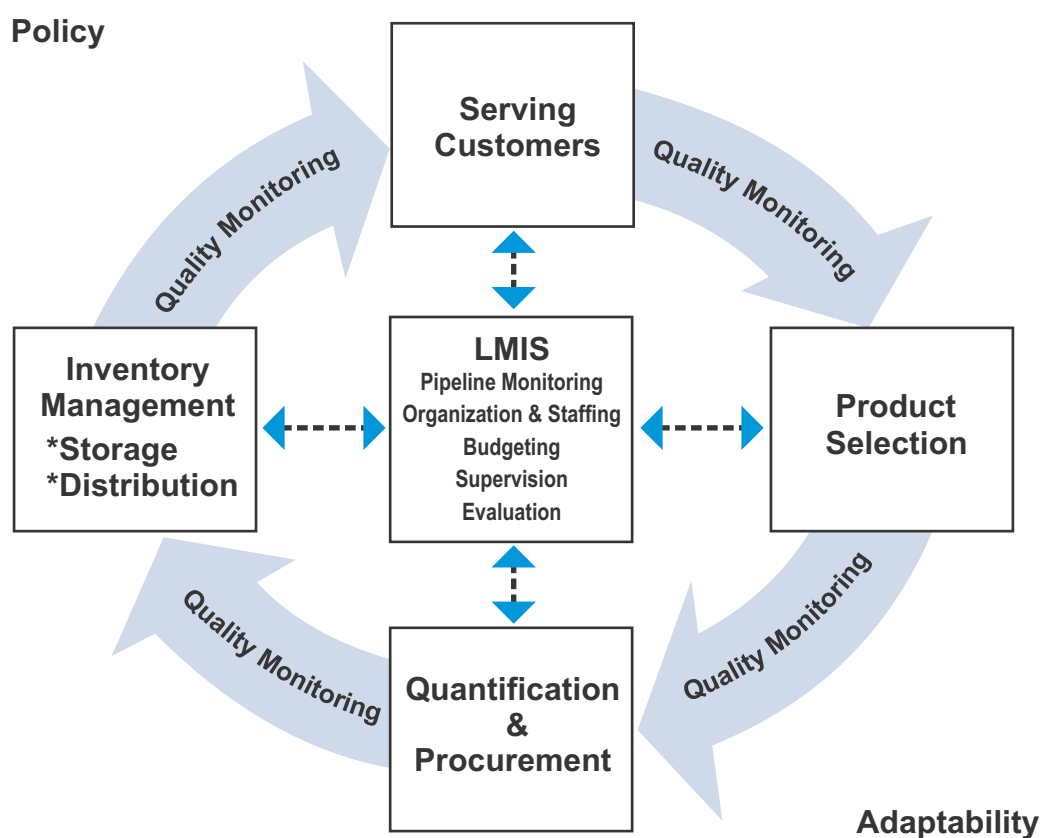 Policy
Serving
Customers
Quality Monitoring
Quality Monitoring
Inventory
Management
*Storage
*Distribution
LMIS
Pipeline Monitoring
Organization & Staffing
Budgeting
Supervision
Evaluation
Product
Selection
Quality Monitoring
Quality Monitoring
Quantification
&
Procurement
Adaptability